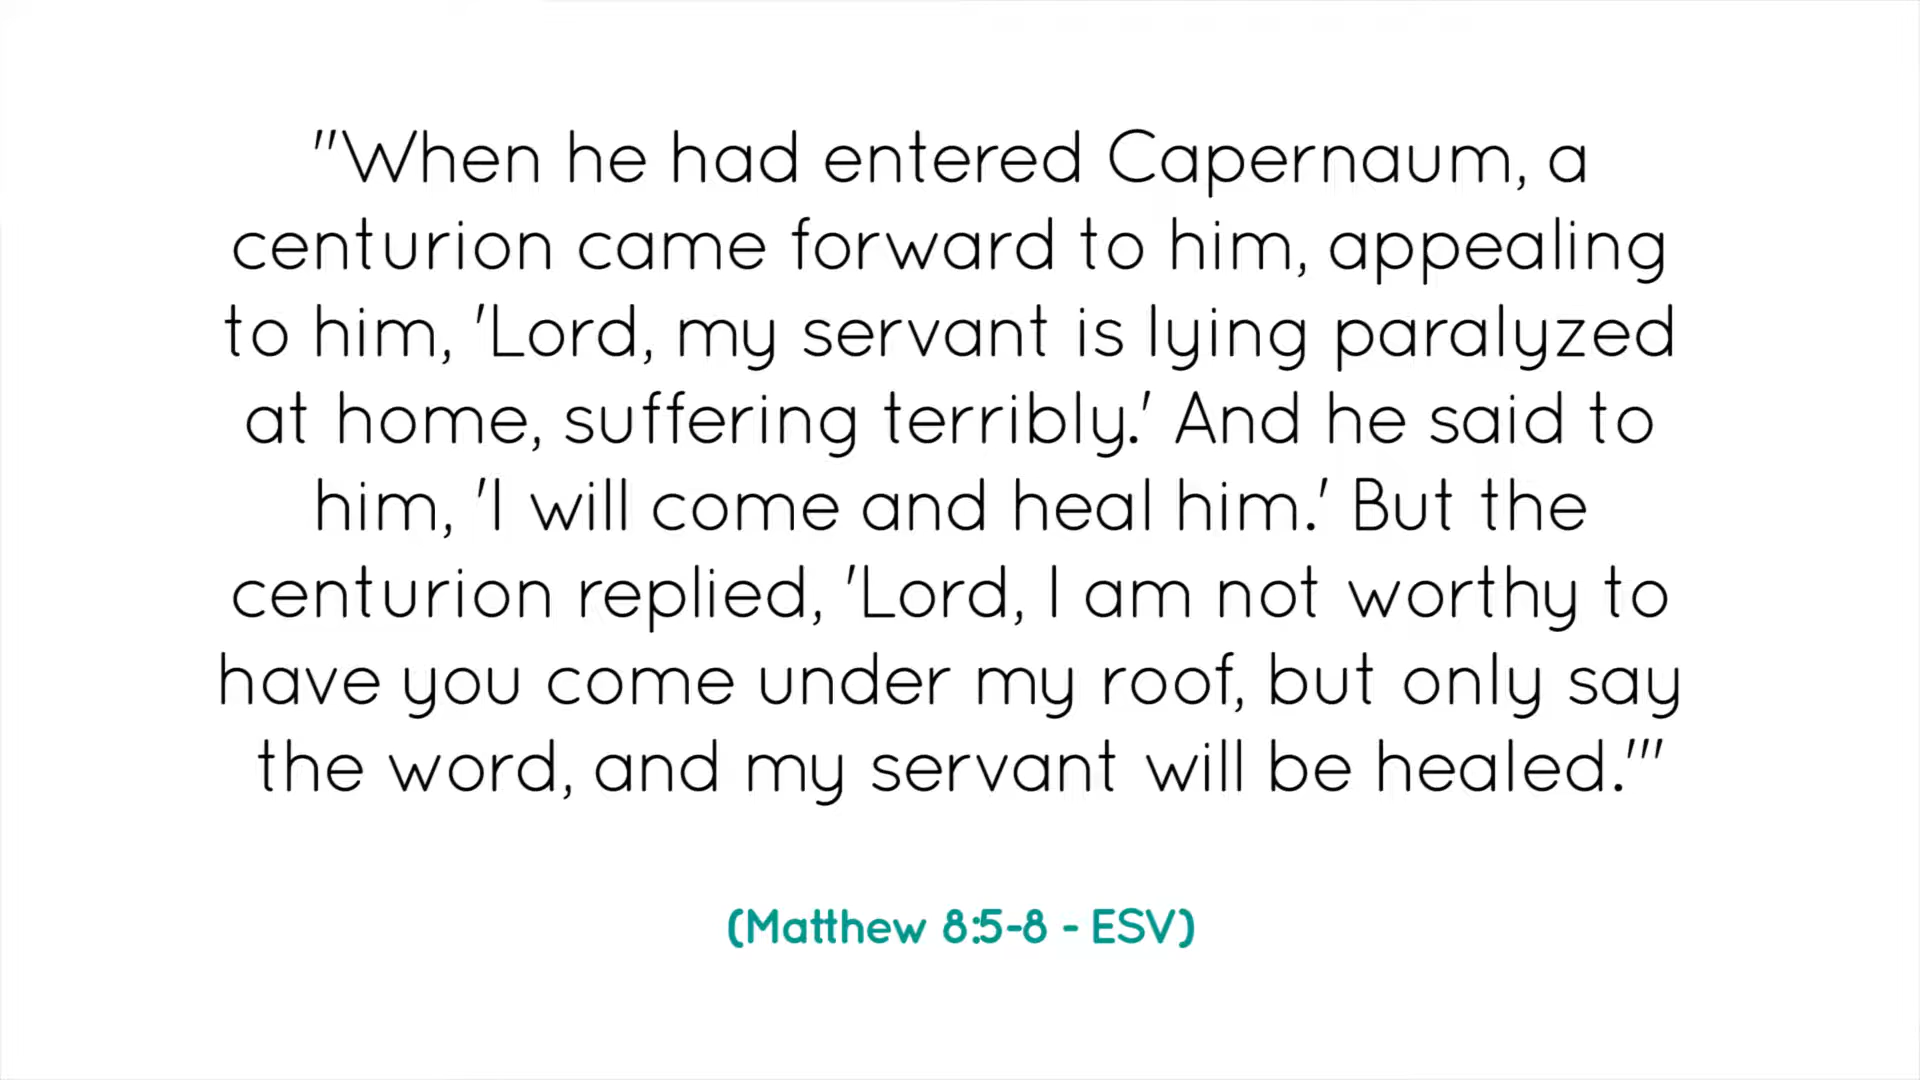 "When he had entered Capernaum, a
centurion came forward to him, appealing
to him, 'Lord, my servant is lying paralyzed
at home, suffering terribly.' And he said to
him, 'I will come and heal him.' But the
centurion replied, 'Lord, I am not worthy to
have you come under my roof, but only say
the word, and my servant will be healed.'"
(Matthew 8:5-8 - ESV)